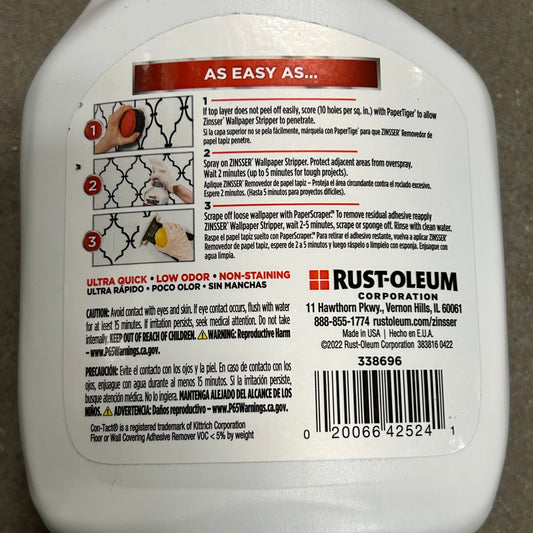 AS EASY AS...
1
If top layer does not peel off easily, score (10 holes per sq. in.) with PaperTiger® to allow
Zinsser® Wallpaper Stripper to penetrate.
Si la capa superior no se pela fácilmente, márquela con PaperTiger® para que ZINSSER® Removedor de
papel tapiz penetre.
2
Spray on ZINSSER® Wallpaper Stripper. Protect adjacent areas from overspray.
Wait 2 minutes (up to 5 minutes for tough projects).
Aplique ZINSSER® Removedor de papel tapiz – Proteja el área circundante contra el rociado excesivo.
Espere 2 minutos. (Hasta 5 minutos para proyectos difíciles).
3
Scrape off loose wallpaper with PaperScraper.™ To remove residual adhesive reapply
ZINSSER® Wallpaper Stripper, wait 2-5 minutes, scrape or sponge off. Rinse with clean water.
Raspe el papel tapiz suelto con PaperScraper.™ Para retirar el adhesivo restante, vuelva a aplicar ZINSSER®
Removedor de papel tapiz, espere de 2 a 5 minutos y luego ráspelo o límpielo con esponja. Enjuague con
agua limpia.
1
2
3
ULTRA QUICK • LOW ODOR • NON-STAINING
ULTRA RÁPIDO • POCO OLOR • SIN MANCHAS
CAUTION: Avoid contact with eyes and skin. If eye contact occurs, flush with water
for at least 15 minutes. If irritation persists, seek medical attention. Do not take
internally. KEEP OUT OF REACH OF CHILDREN. ⚠ WARNING: Reproductive Harm
– www.P65Warnings.ca.gov.
PRECAUCIÓN: Evite el contacto con los ojos y la piel. En caso de contacto con los
ojos, enjuague con agua durante al menos 15 minutos. Si la irritación persiste,
busque atención médica. No lo ingiera. MANTENGA ALEJADO DEL ALCANCE DE LOS
NIÑOS. ⚠ ADVERTENCIA: Daños reproductivo – www.P65Warnings.ca.gov.
Con-Tact® is a registered trademark of Kittrich Corporation
Floor or Wall Covering Adhesive Remover VOC < 5% by weight
RUST-OLEUM
CORPORATION
11 Hawthorn Pkwy., Vernon Hills, IL 60061
888-855-1774 rustoleum.com/zinsser
Made in USA | Hecho en E.U.A.
©2022 Rust-Oleum Corporation 383816 0422
338696
0 20066 42524 1